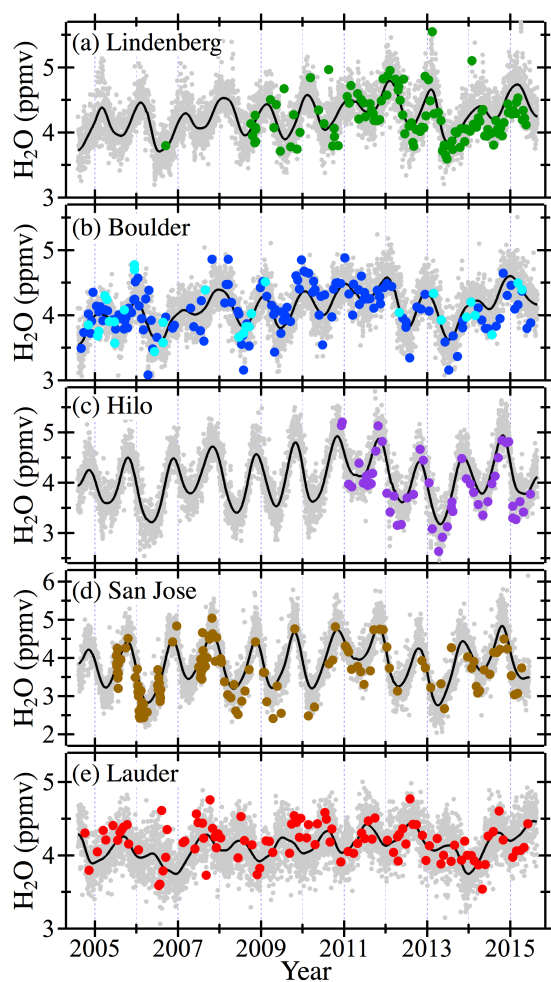 (a) Lindenberg
5
4
3
H₂O (ppmv)
(b) Boulder
5
4
3
H₂O (ppmv)
(c) Hilo
5
4
3
H₂O (ppmv)
(d) San Jose
6
5
4
3
2
H₂O (ppmv)
(e) Lauder
5
4
3
H₂O (ppmv)
2005 2007 2009 2011 2013 2015
Year